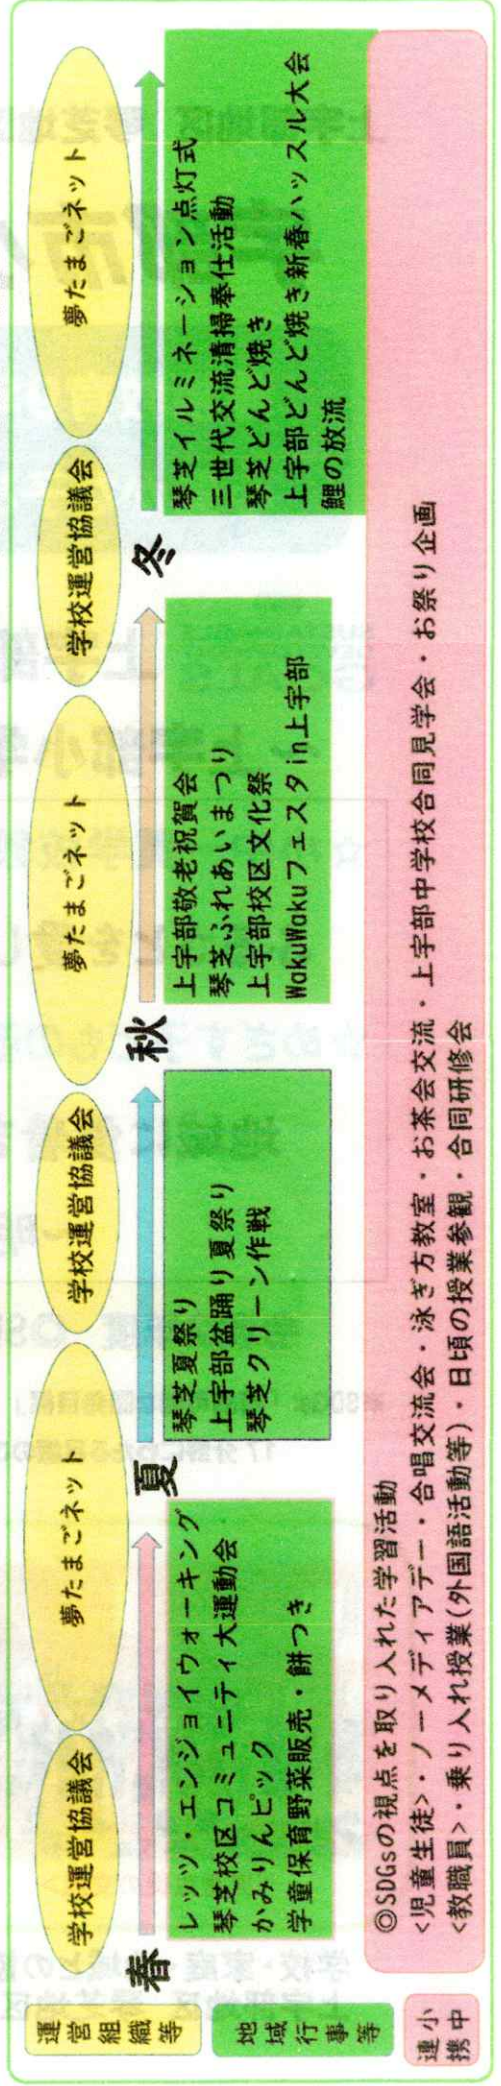 運営組織等
学校運営協議会
夢たまごネット
学校運営協議会
夢たまごネット
学校運営協議会
夢たまごネット
地域行事等
春
レッツ・エンジョイウォーキング
琴芝校区コミュニティ大運動会
かみりんピック
学童保育野菜販売・餅つき
夏
琴芝夏祭り
上宇部盆踊り夏祭り
琴芝クリーン作戦
秋
上宇部敬老祝賀会
琴芝ふれあいまつり
上宇部校区文化祭
WakuWakuフェスタin上宇部
冬
琴芝イルミネーション点灯式
三世代交流清掃奉仕活動
琴芝どんど焼き
上宇部どんど焼き新春ハッスル大会
鯉の放流
小中連携
◎SDGsの視点を取り入れた学習活動
<児童生徒>・ノーメディアデー・合唱交流会・泳ぎ方教室・お茶会交流・上宇部中学校合同見学会・お祭り企画
<教職員>・乗り入れ授業(外国語活動等)・日頃の授業参観・合同研修会